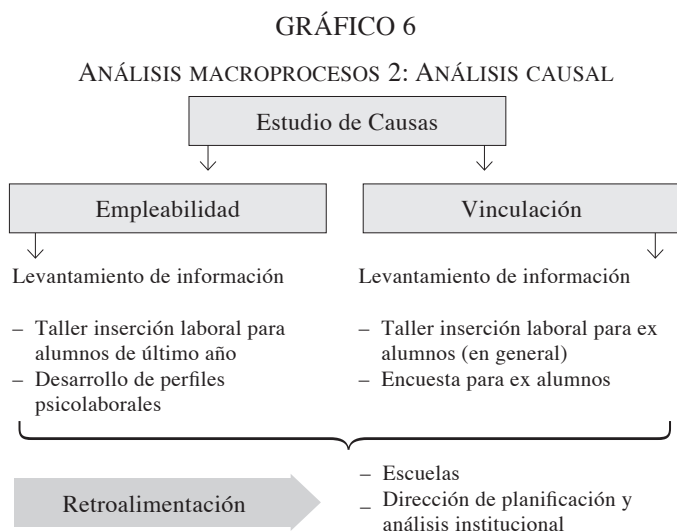 GRÁFICO 6
ANÁLISIS MACROPROCESOS 2: ANÁLISIS CAUSAL
Estudio de Causas
Empleabilidad
Levantamiento de información
– Taller inserción laboral para
alumnos de último año
– Desarrollo de perfiles
psicolaborales
Vinculación
Levantamiento de información
– Taller inserción laboral para ex
alumnos (en general)
– Encuesta para ex alumnos
Retroalimentación
– Escuelas
– Dirección de planificación y
análisis institucional